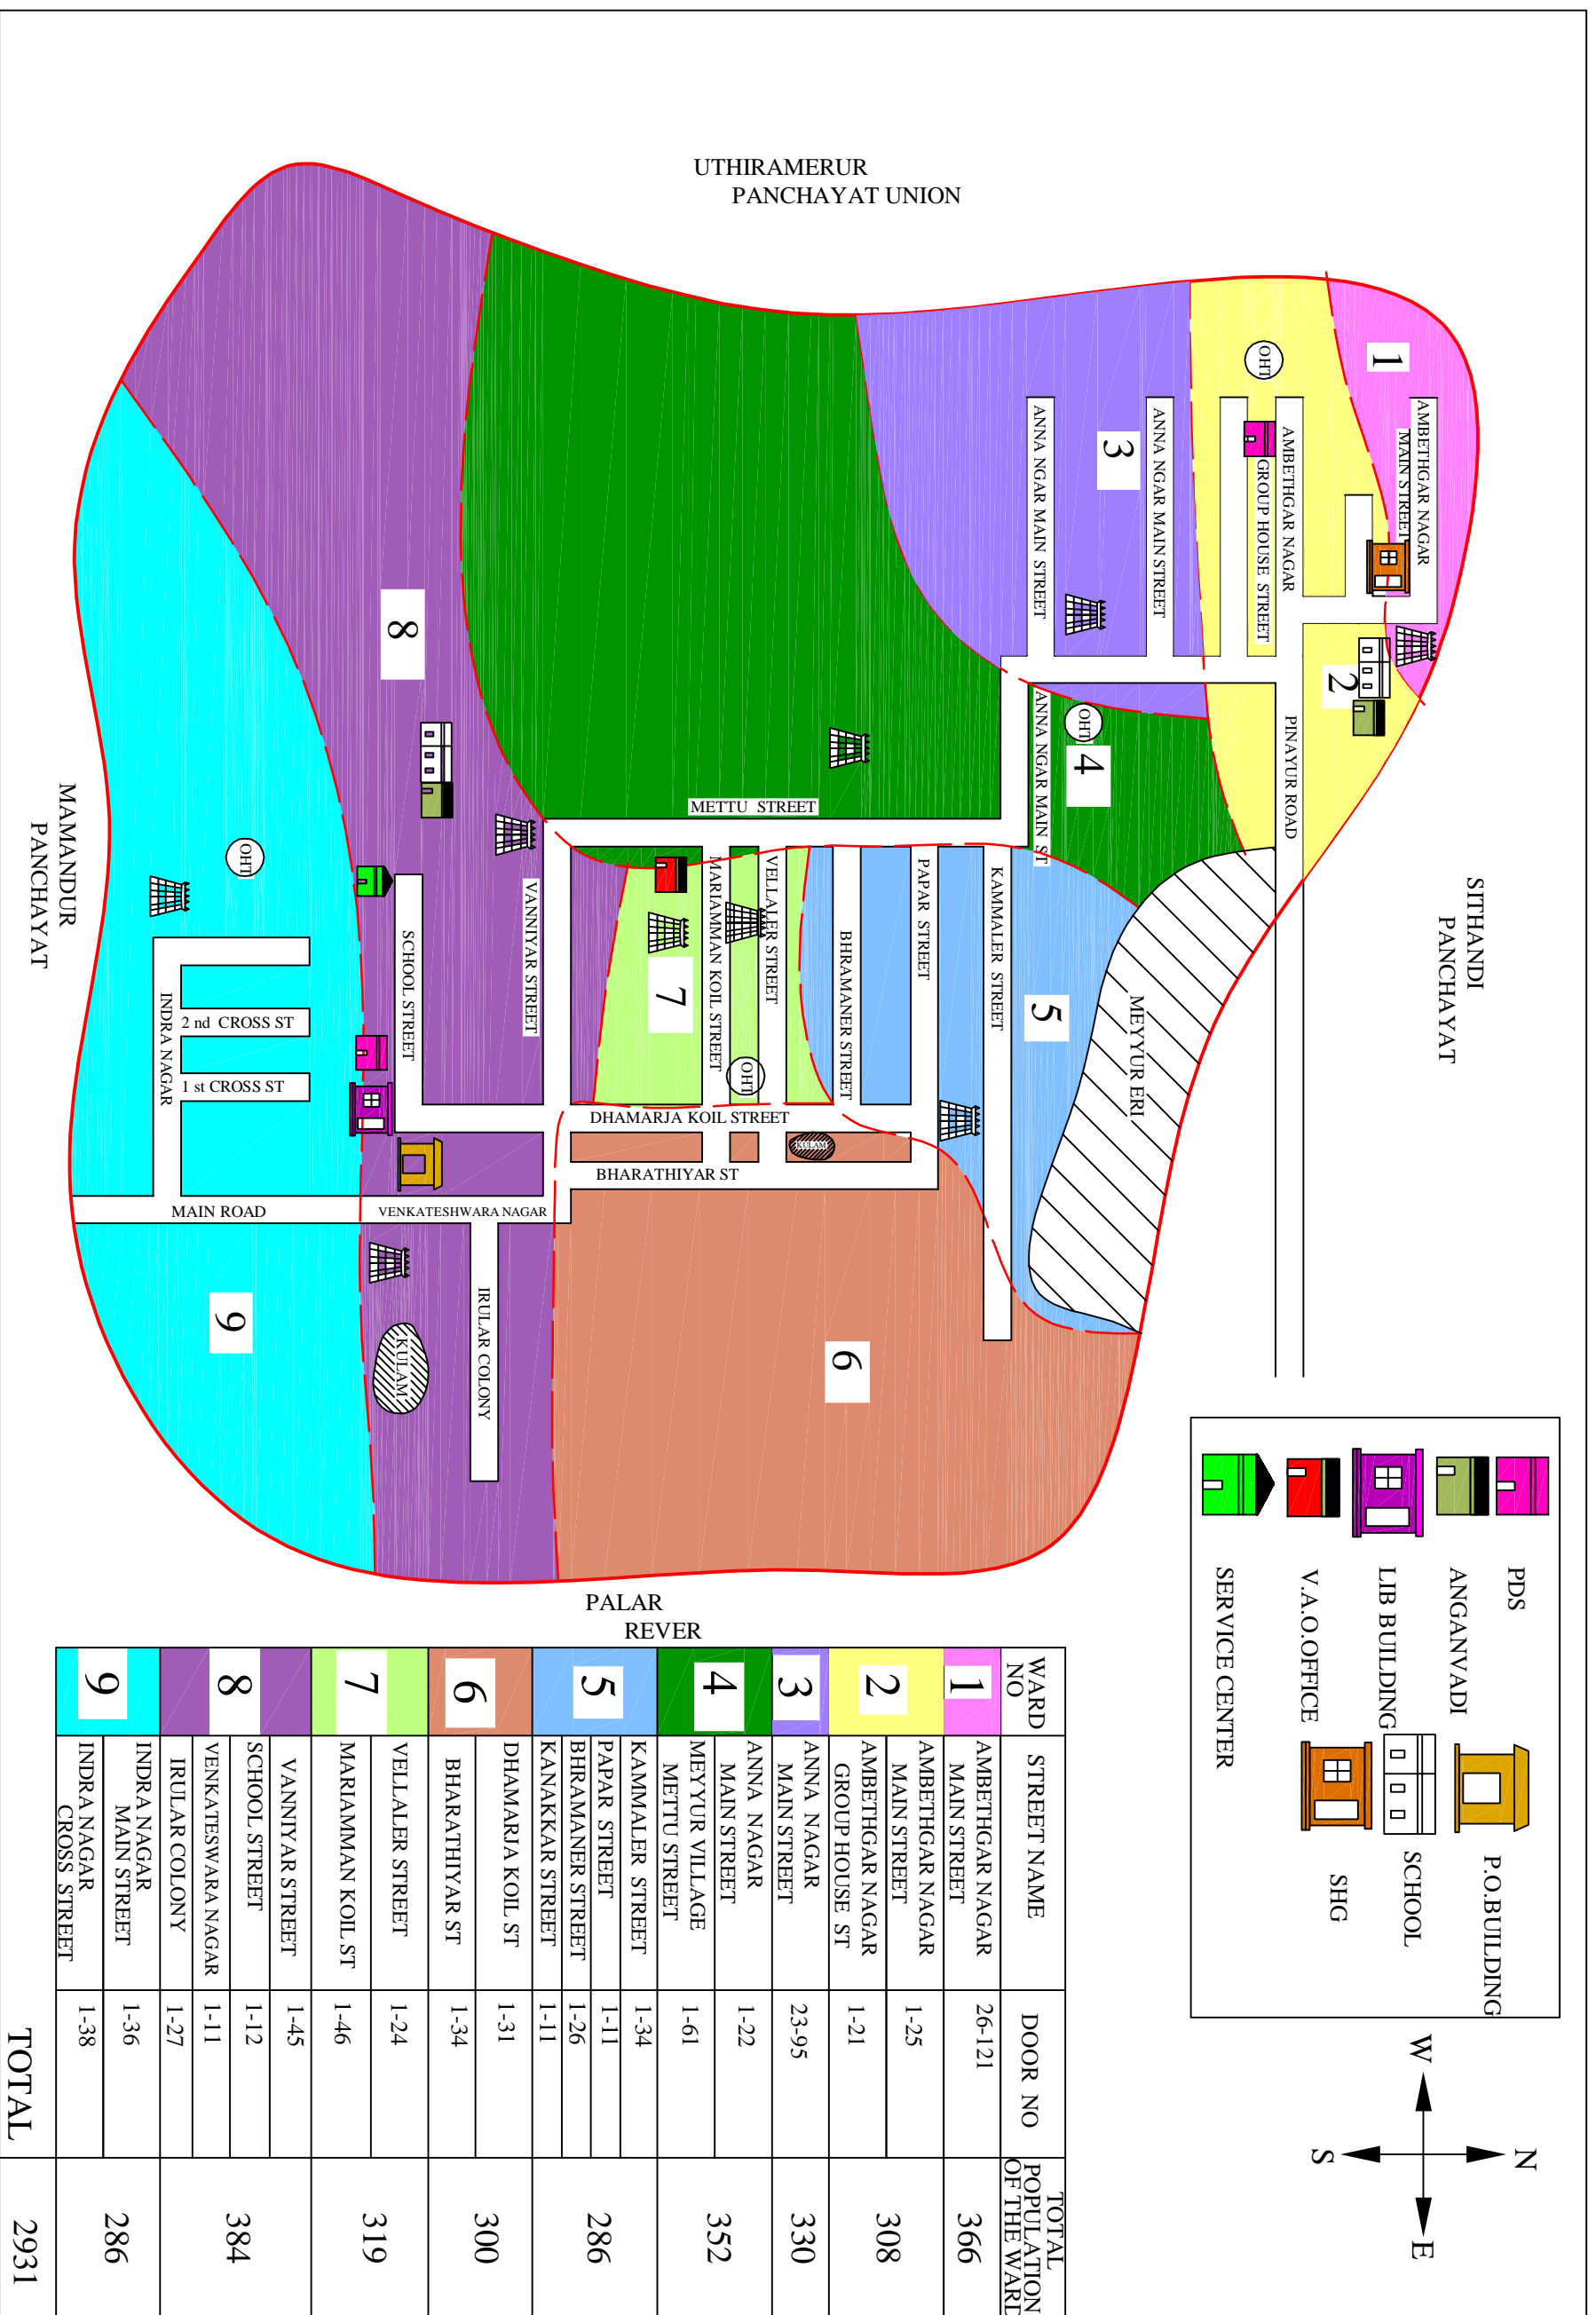 UTHIRAMERUR
PANCHAYAT UNION
SITHANDI
PANCHAYAT
MAMANDUR
PANCHAYAT
PALAR
REVER
1
AMBETHGAR NAGAR
MAIN STREET
OHT
AMBETHGAR NAGAR
GROUP HOUSE STREET
2
PINAYUR ROAD
3
ANNA NGAR MAIN STREET
ANNA NGAR MAIN STREET
OHT
4
ANNA NGAR MAIN ST
METTU STREET
MEYYUR ERI
5
KAMMALER STREET
PAPAR STREET
BHRAMANER STREET
VELLALER STREET
MARIAMMAN KOIL STREET
OHT
7
DHAMARJA KOIL STREET
KULAM
BHARATHIYAR ST
6
VANNIYAR STREET
8
SCHOOL STREET
VENKATESHWARA NAGAR
IRULAR COLONY
KULAM
OHT
INDRA NAGAR
2 nd CROSS ST
1 st CROSS ST
MAIN ROAD
9
PDS
ANGANVADI
LIB BUILDING
V.A.O.OFFICE
SERVICE CENTER
P.O.BUILDING
SCHOOL
SHG
N
W
E
S
WARD NO STREET NAME DOOR NO TOTAL POPULATION OF THE WARD
1 AMBETHGAR NAGAR MAIN STREET 26-121 366
2 AMBETHGAR NAGAR MAIN STREET 1-25 308
AMBETHGAR NAGAR GROUP HOUSE ST 1-21
3 ANNA NAGAR MAIN STREET 23-95 330
4 ANNA NAGAR MAIN STREET 1-22 352
MEYYUR VILLAGE METTU STREET 1-61
5 KAMMALER STREET 1-34 286
PAPAR STREET 1-11
BHRAMANER STREET 1-26
KANAKKAR STREET 1-11
6 DHAMARJA KOIL ST 1-31 300
BHARATHIYAR ST 1-34
7 VELLALER STREET 1-24 319
MARIAMMAN KOIL ST 1-46
8 VANNIYAR STREET 1-45 384
SCHOOL STREET 1-12
VENKATESWARA NAGAR 1-11
IRULAR COLONY 1-27
9 INDRA NAGAR MAIN STREET 1-36 286
INDRA NAGAR CROSS STREET 1-38
TOTAL 2931